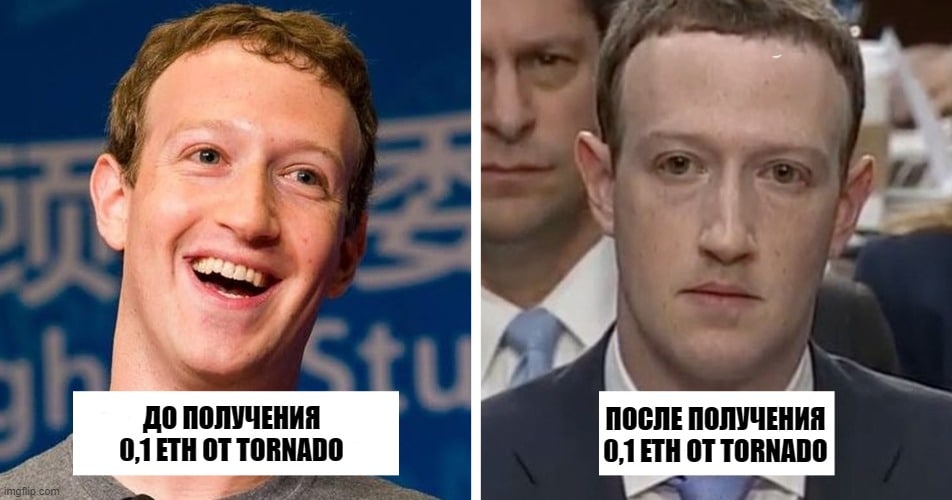 ДО ПОЛУЧЕНИЯ
0,1 ETH ОТ TORNADO
ПОСЛЕ ПОЛУЧЕНИЯ
0,1 ETH ОТ TORNADO
imgflip.com